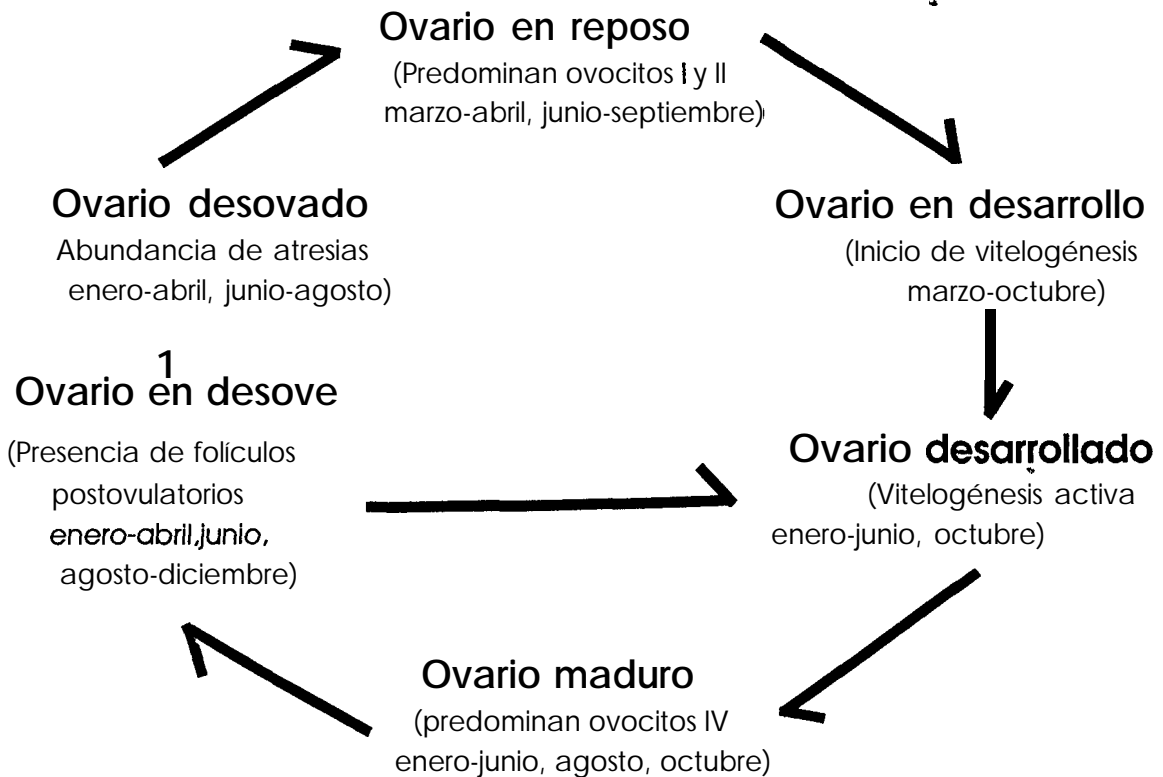 Ovario en reposo
(Predominan ovocitos I y II
marzo-abril, junio-septiembre)
Ovario desovado
Abundancia de atresias
enero-abril, junio-agosto)
Ovario en desarrollo
(Inicio de vitelogénesis
marzo-octubre)
1
Ovario en desove
(Presencia de folículos
postovulatorios
enero-abril,junio,
agosto-diciembre)
Ovario desarrollado
(Vitelogénesis activa
enero-junio, octubre)
Ovario maduro
(predominan ovocitos IV
enero-junio, agosto, octubre)